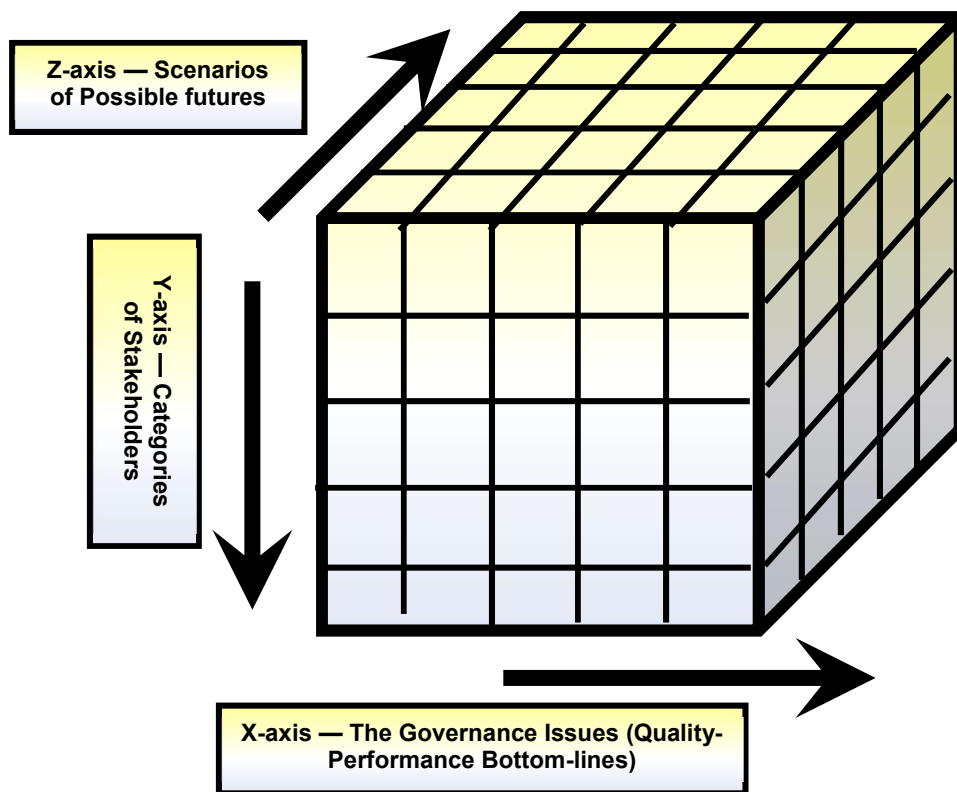 Z-axis — Scenarios
of Possible futures
Y-axis — Categories
of Stakeholders
X-axis — The Governance Issues (Quality-
Performance Bottom-lines)